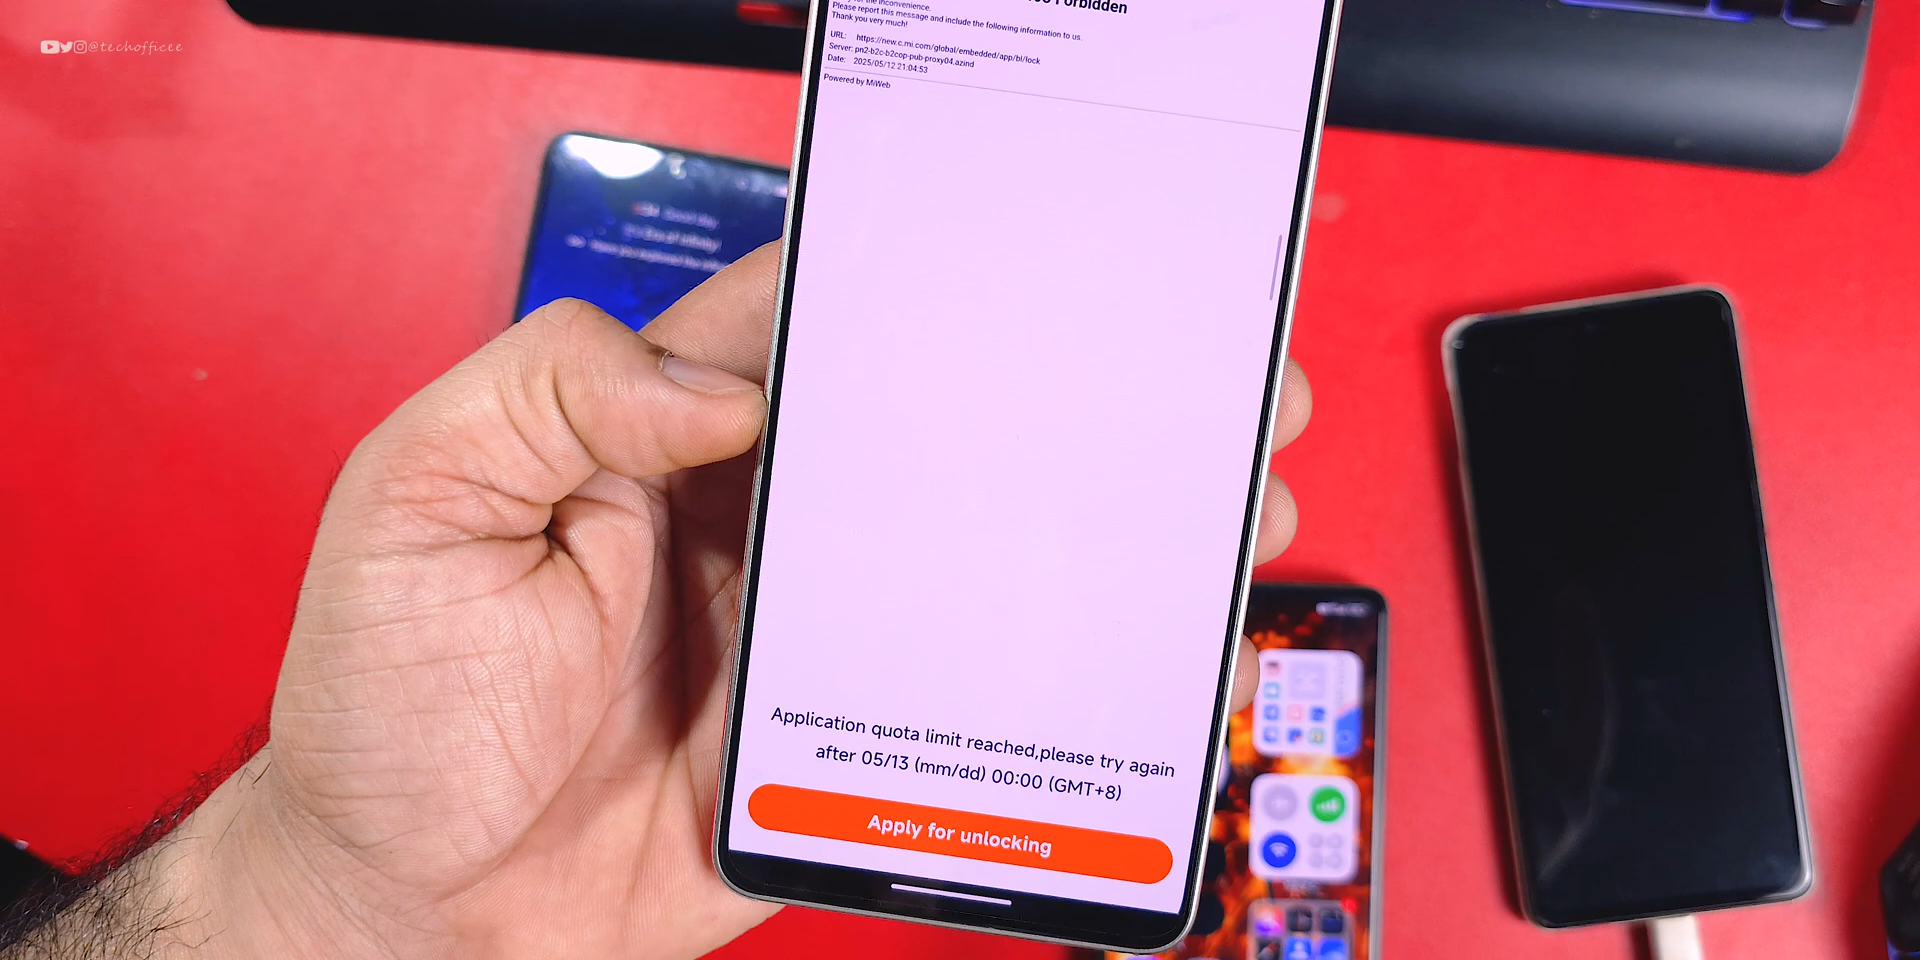 @techofficee
Forbidden
the inconvenience.
Please report this message and include the following information to us.
Thank you very much!
URL: https://new.c.mi.com/global/embedded/app/bl/lock
Server: pn2-b2c-b2cop-pub-proxy04.azind
Date: 2025/05/12 21:04:53
Powered by MiWeb
Application quota limit reached,please try again
after 05/13 (mm/dd) 00:00 (GMT+8)
Apply for unlocking